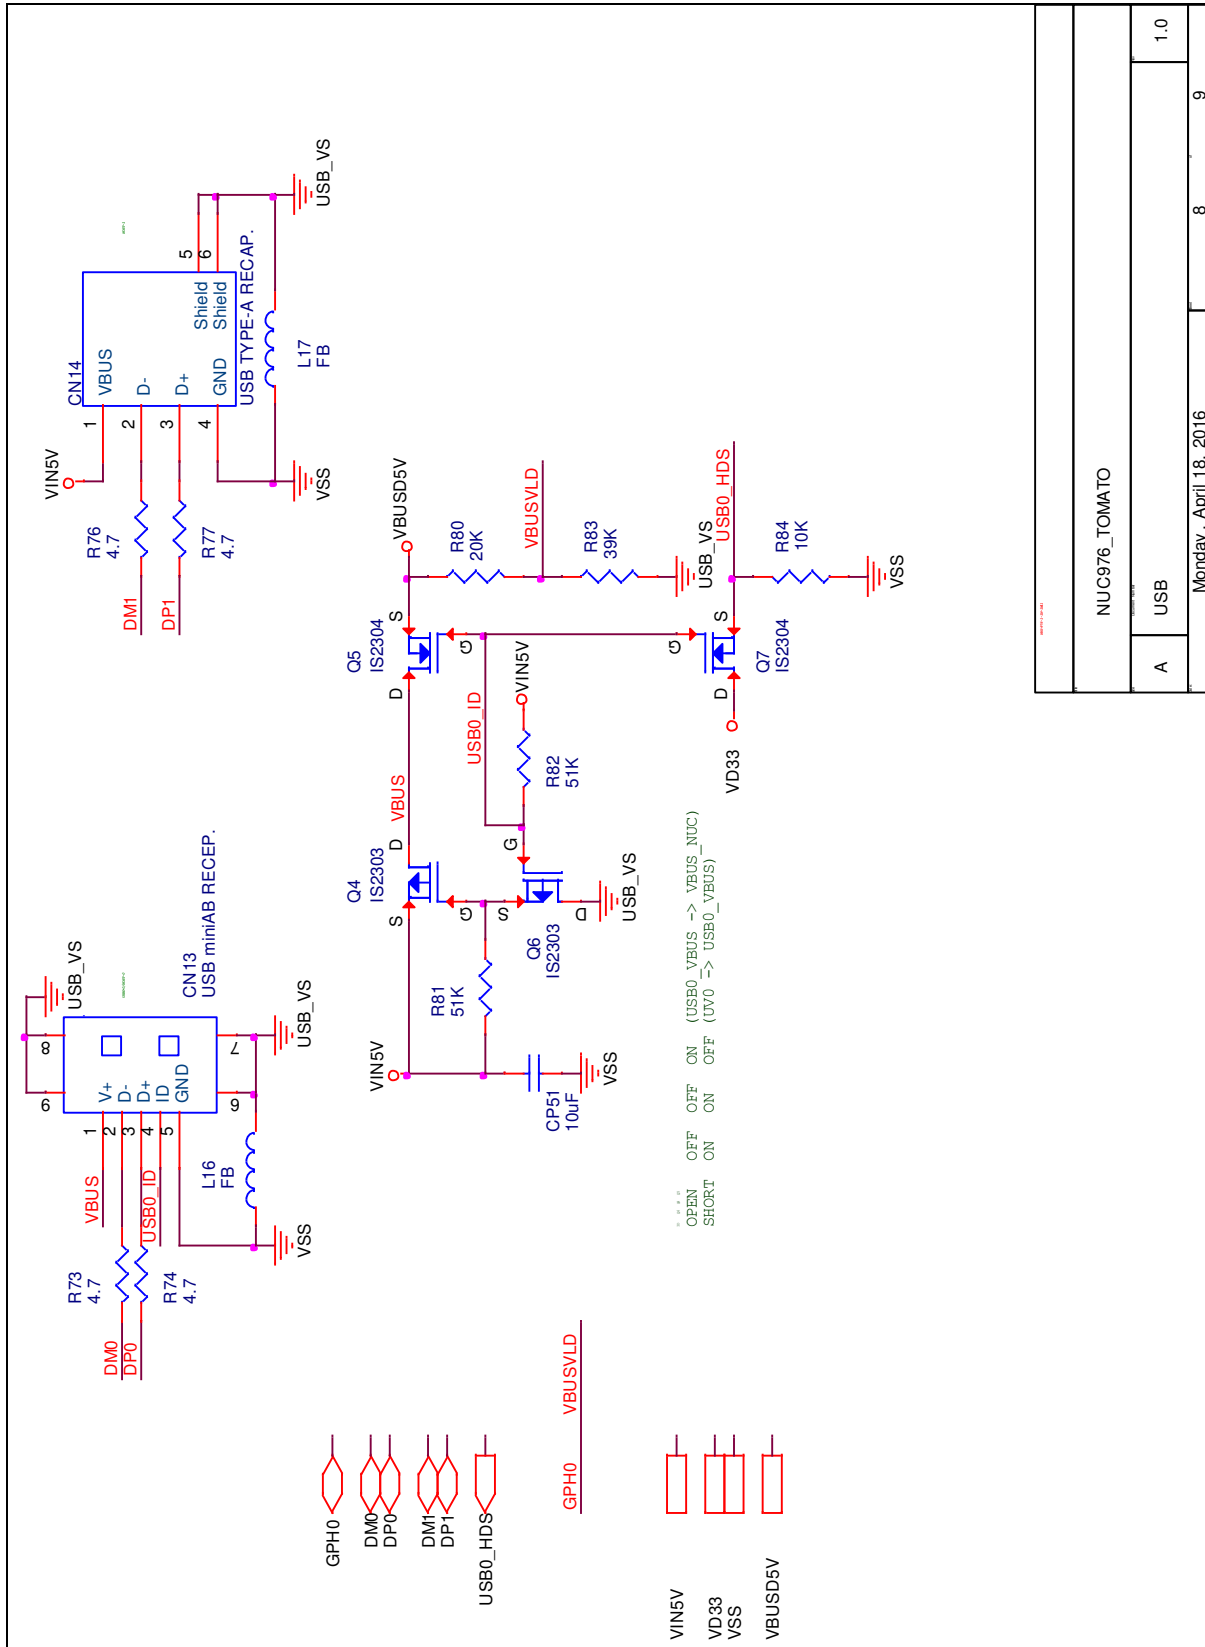 USB_VS
8
9
7
6
CN13
USB miniAB RECEP.
V+
D-
D+
ID
GND
1
2
3
4
5
VBUS
USB0_ID
R73
4.7
R74
4.7
DM0
DP0
L16
FB
VSS
USB_VS
CN14
USB TYPE-A RECAP.
VBUS
D-
D+
GND
Shield
Shield
1
2
3
4
5
6
VIN5V
R76
4.7
R77
4.7
DM1
DP1
L17
FB
VSS
USB_VS
GPH0
DM0
DP0
DM1
DP1
USB0_HDS
GPH0 VBUSVLD
VIN5V
VD33
VSS
VBUSD5V
VIN5V
R81
51K
CP51
10uF
VSS
Q4
IS2303
S
D
G
VBUS
Q6
IS2303
S
G
D
USB_VS
USB0_ID
R82
51K
VIN5V
Q5
IS2304
D
S
G
VBUSD5V
R80
20K
VBUSVLD
R83
39K
USB_VS
Q7
IS2304
D
S
G
VD33
USB0_HDS
R84
10K
VSS
OPEN OFF OFF ON (USB0_VBUS -> VBUS_NUC)
SHORT ON ON OFF (UV0 -> USB0_VBUS)
NUC976_TOMATO
A USB 1.0
Monday, April 18, 2016 8 9